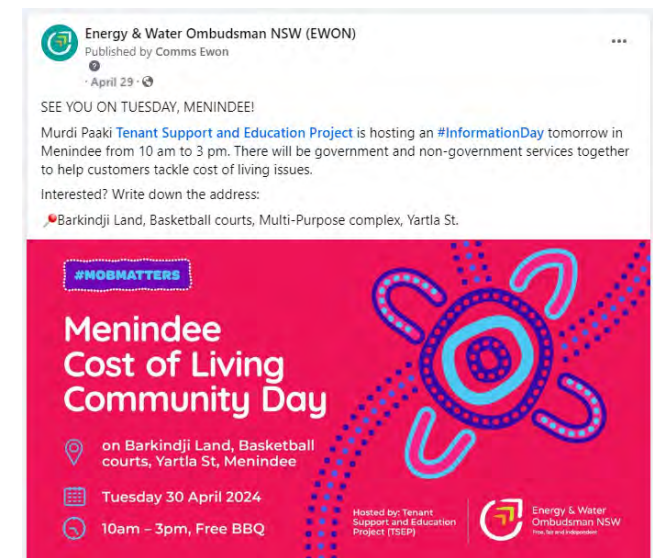 Energy & Water Ombudsman NSW (EWON)
Published by Comms Ewon
· April 29 ·
SEE YOU ON TUESDAY, MENINDEE!
Murdi Paaki Tenant Support and Education Project is hosting an #InformationDay tomorrow in
Menindee from 10 am to 3 pm. There will be government and non-government services together
to help customers tackle cost of living issues.
Interested? Write down the address:
📍Barkindji Land, Basketball courts, Multi-Purpose complex, Yartla St.
#MOBMATTERS
Menindee
Cost of Living
Community Day
on Barkindji Land, Basketball
courts, Yartla St, Menindee
Tuesday 30 April 2024
10am – 3pm, Free BBQ
Hosted by: Tenant
Support and Education
Project (TSEP)
Energy & Water
Ombudsman NSW
Free, fair and independent